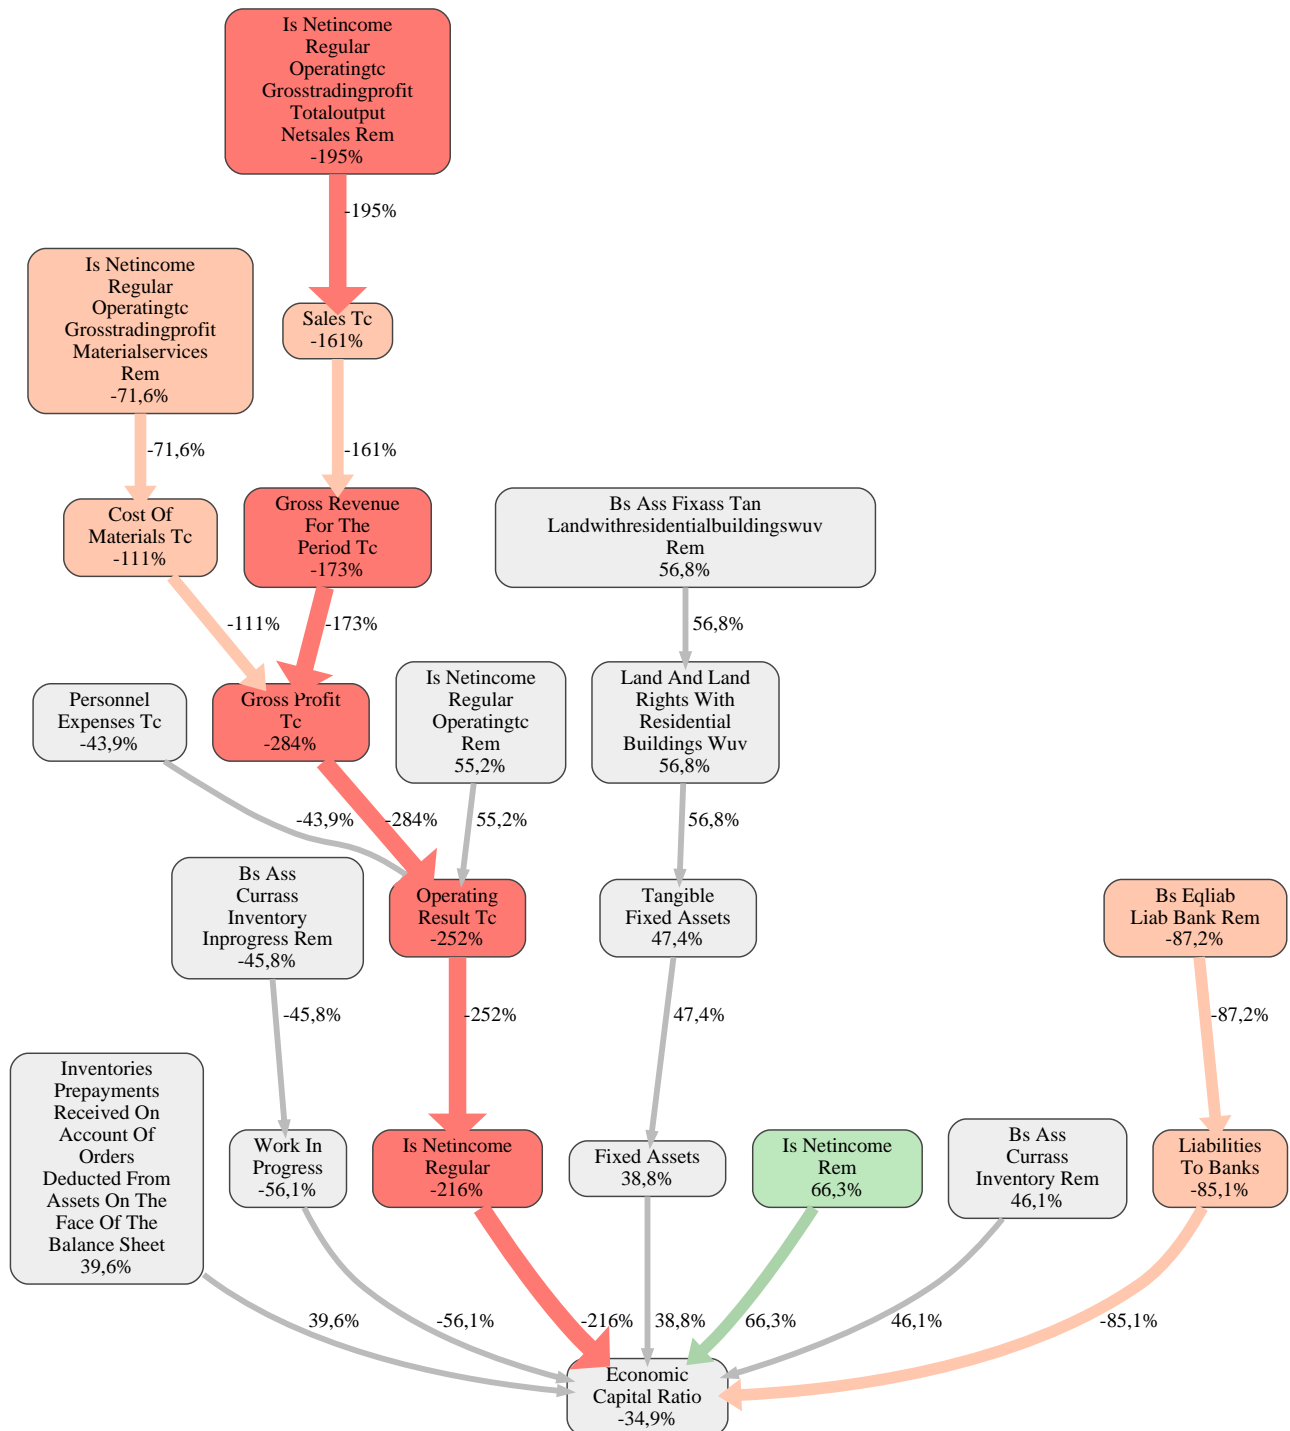 Is Netincome
Regular
Operatingtc
Grosstradingprofit
Totaloutput
Netsales Rem
-195%
-195%
Is Netincome
Regular
Operatingtc
Grosstradingprofit
Materialservices
Rem
-71,6%
Sales Tc
-161%
-71,6%
-161%
Cost Of
Materials Tc
-111%
Gross Revenue
For The
Period Tc
-173%
Bs Ass Fixass Tan
Landwithresidentialbuildingswuv
Rem
56,8%
-111%
-173%
56,8%
Personnel
Expenses Tc
-43,9%
Gross Profit
Tc
-284%
Is Netincome
Regular
Operatingtc
Rem
55,2%
Land And Land
Rights With
Residential
Buildings Wuv
56,8%
-43,9%
-284%
55,2%
56,8%
Bs Ass
Currass
Inventory
Inprogress Rem
-45,8%
Operating
Result Tc
-252%
Tangible
Fixed Assets
47,4%
Bs Eqliab
Liab Bank Rem
-87,2%
-45,8%
-252%
47,4%
-87,2%
Inventories
Prepayments
Received On
Account Of
Orders
Deducted From
Assets On The
Face Of The
Balance Sheet
39,6%
Work In
Progress
-56,1%
Is Netincome
Regular
-216%
Fixed Assets
38,8%
Is Netincome
Rem
66,3%
Bs Ass
Currass
Inventory Rem
46,1%
Liabilities
To Banks
-85,1%
39,6%
-56,1%
-216%
38,8%
66,3%
46,1%
-85,1%
Economic
Capital Ratio
-34,9%